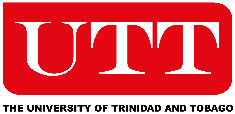 UTT
THE UNIVERSITY OF TRINIDAD AND TOBAGO